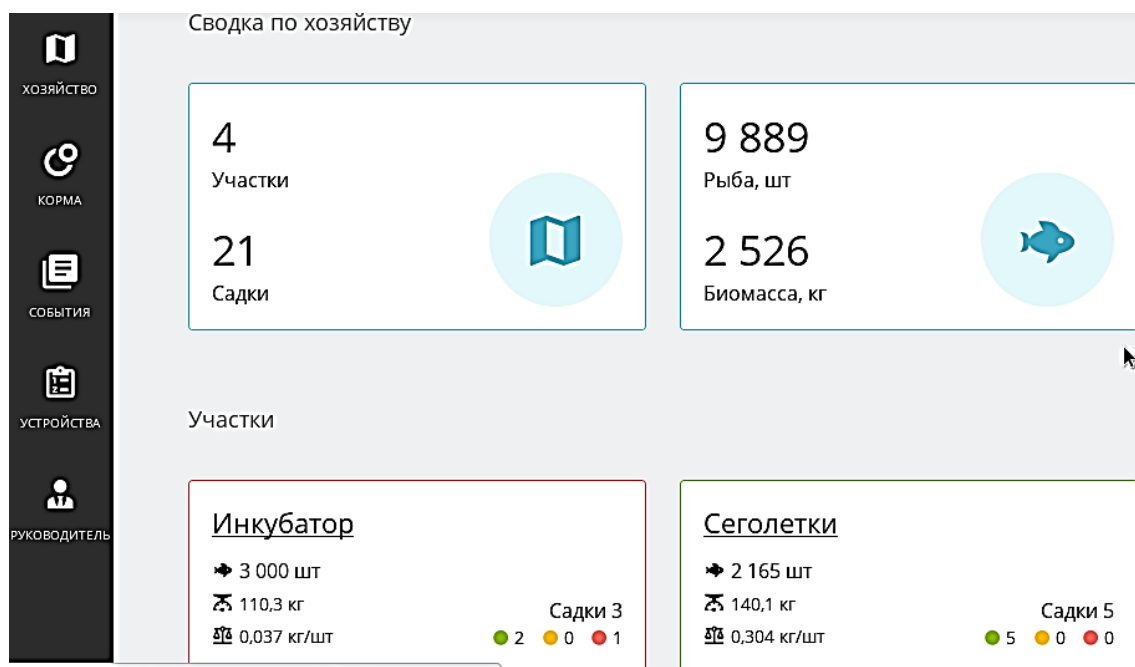 Сводка по хозяйству
ХОЗЯЙСТВО
КОРМА
СОБЫТИЯ
УСТРОЙСТВА
РУКОВОДИТЕЛЬ
4
Участки
21
Садки
9 889
Рыба, шт
2 526
Биомасса, кг
Участки
Инкубатор
3 000 шт
110,3 кг
0,037 кг/шт
Садки 3
2 0 1
Сеголетки
2 165 шт
140,1 кг
0,304 кг/шт
Садки 5
5 0 0